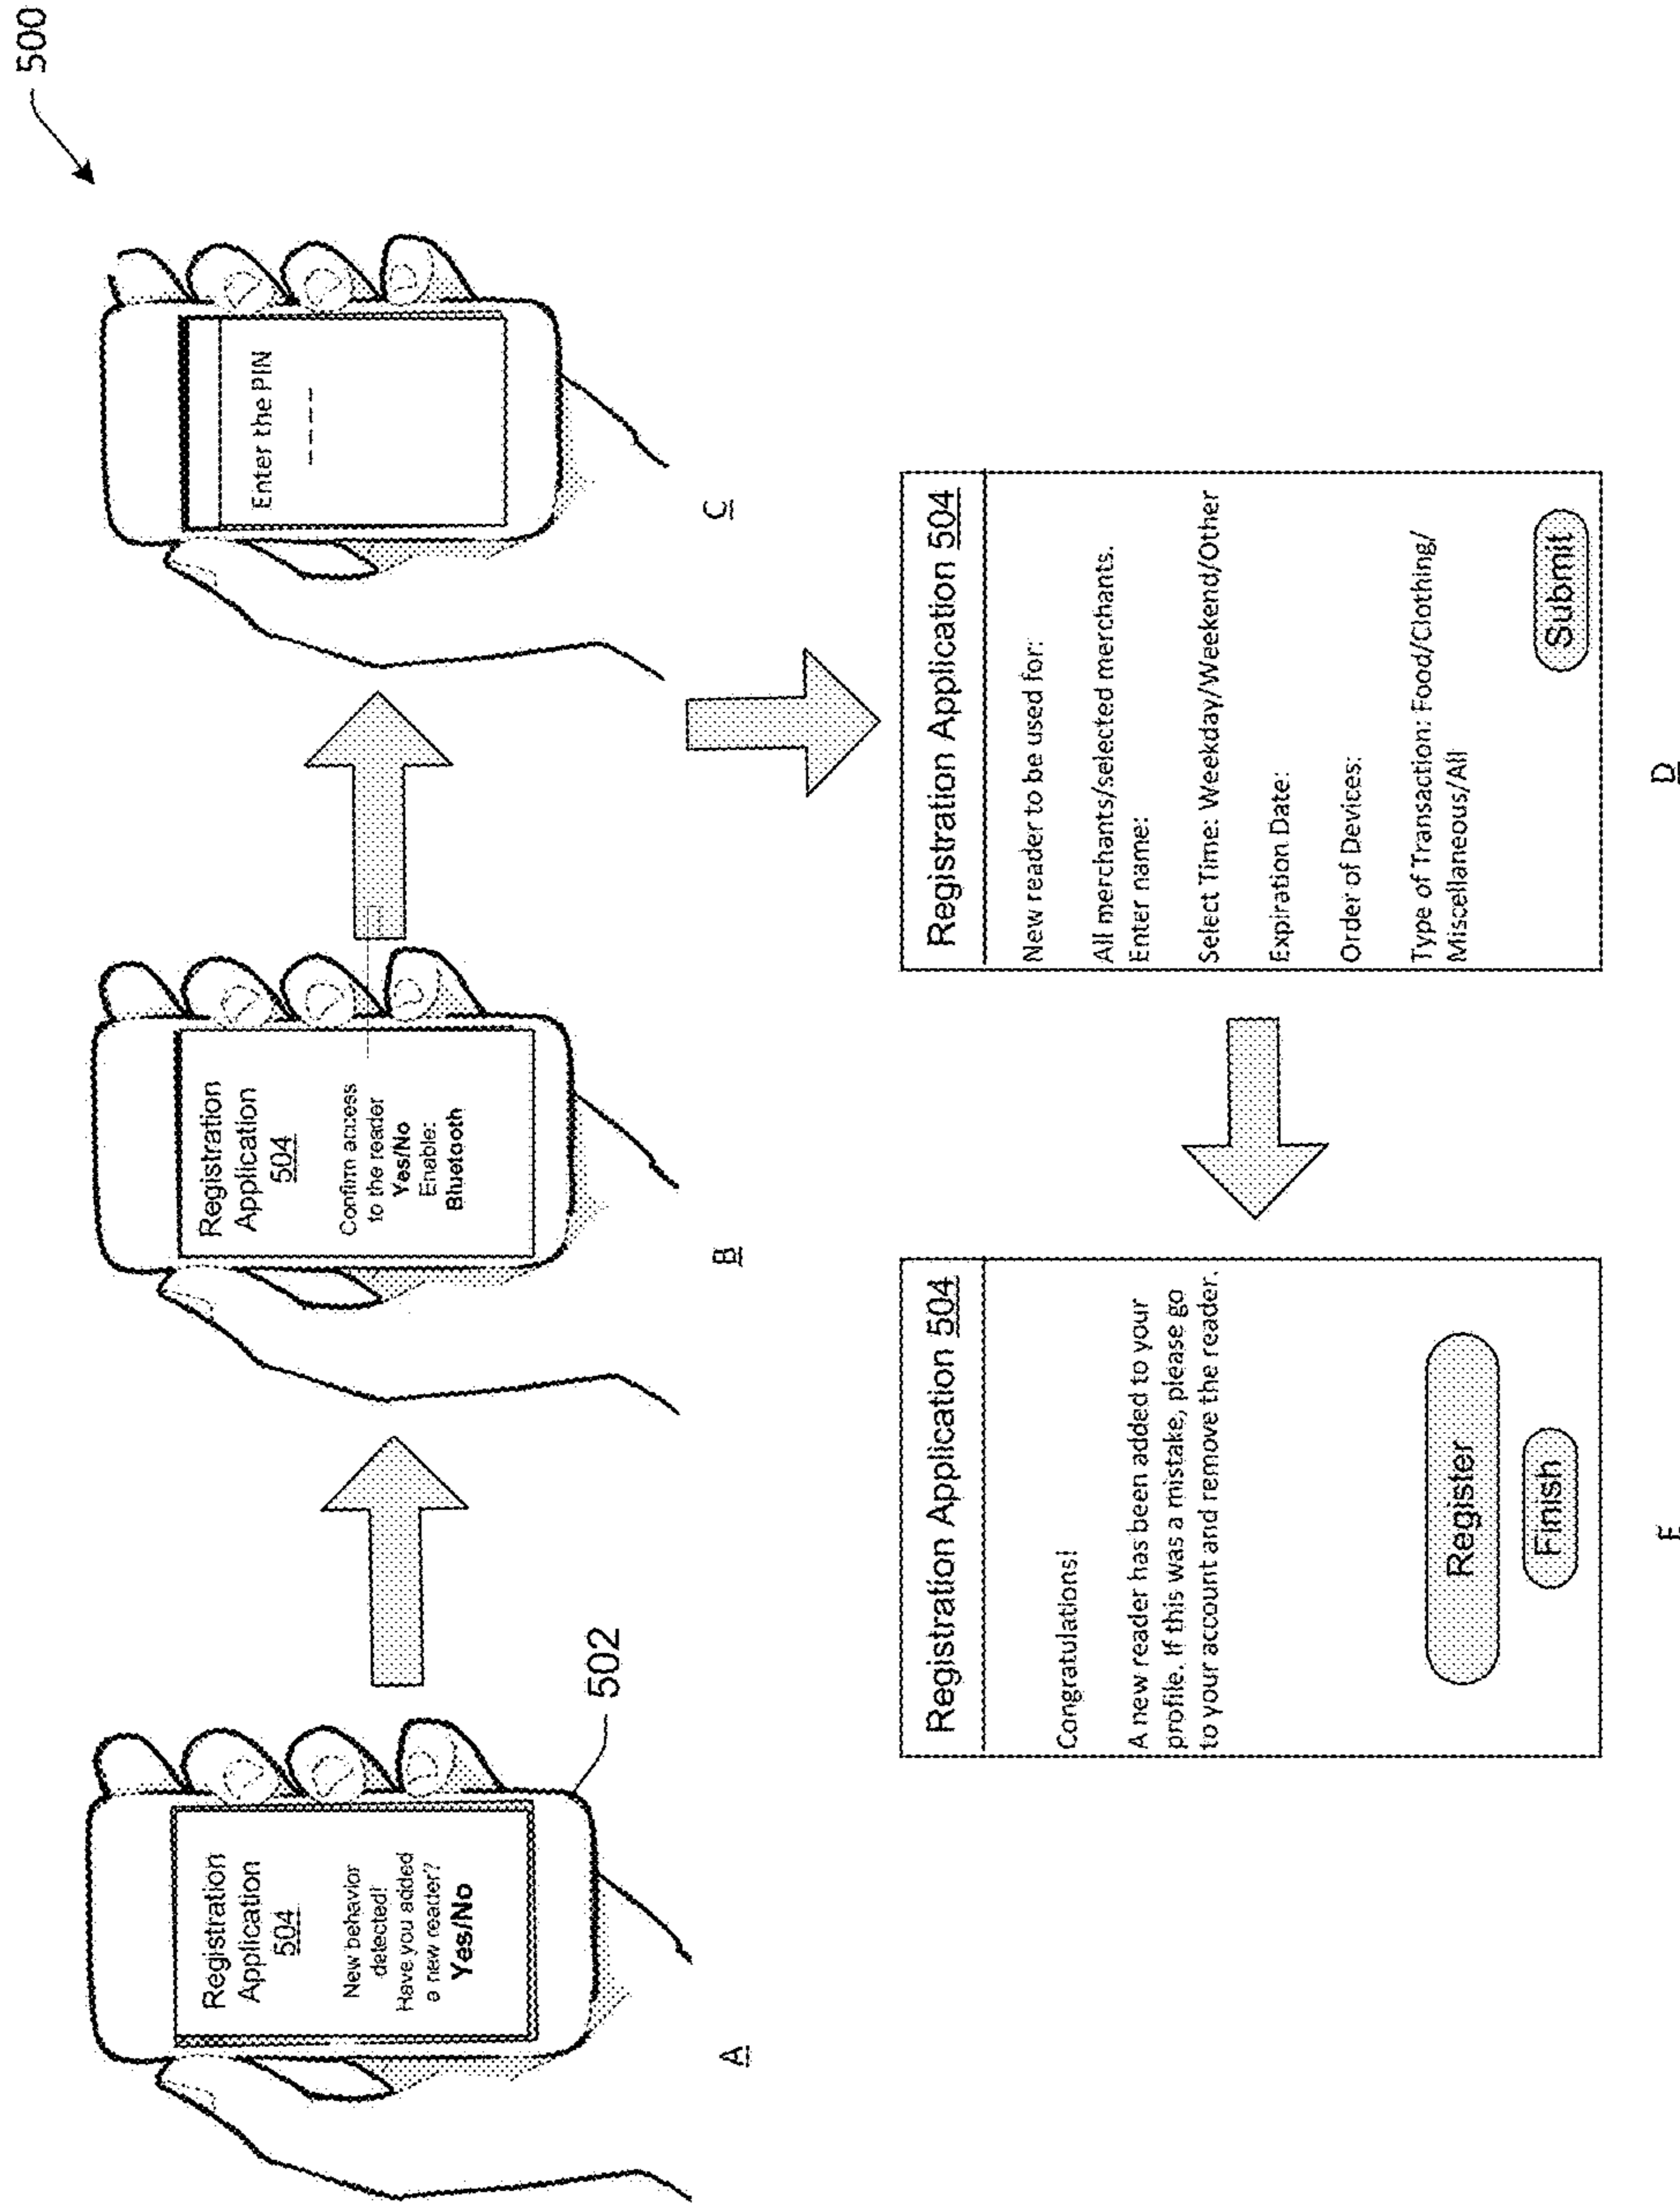 500
Registration
Application
504
New behavior
detected!
Have you added
a new reader?
Yes/No
502
A
Registration
Application
504
Confirm access
to the reader
Yes/No
Enable:
Bluetooth
B
Enter the PIN
_ _ _ _
C
Registration Application 504
New reader to be used for:
All merchants/selected merchants.
Enter name:
Select Time: Weekday/Weekend/Other
Expiration Date:
Order of Devices:
Type of Transaction: Food/Clothing/
Miscellaneous/All
Submit
D
Registration Application 504
Congratulations!
A new reader has been added to your
profile. If this was a mistake, please go
to your account and remove the reader.
Register
Finish